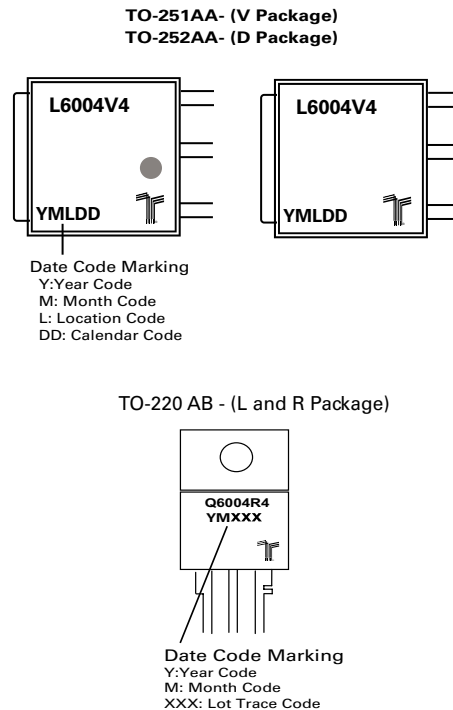 TO-251AA- (V Package)
TO-252AA- (D Package)
L6004V4
YMLDD
L6004V4
YMLDD
Date Code Marking
Y:Year Code
M: Month Code
L: Location Code
DD: Calendar Code
TO-220 AB - (L and R Package)
Q6004R4
YMXXX
Date Code Marking
Y:Year Code
M: Month Code
XXX: Lot Trace Code